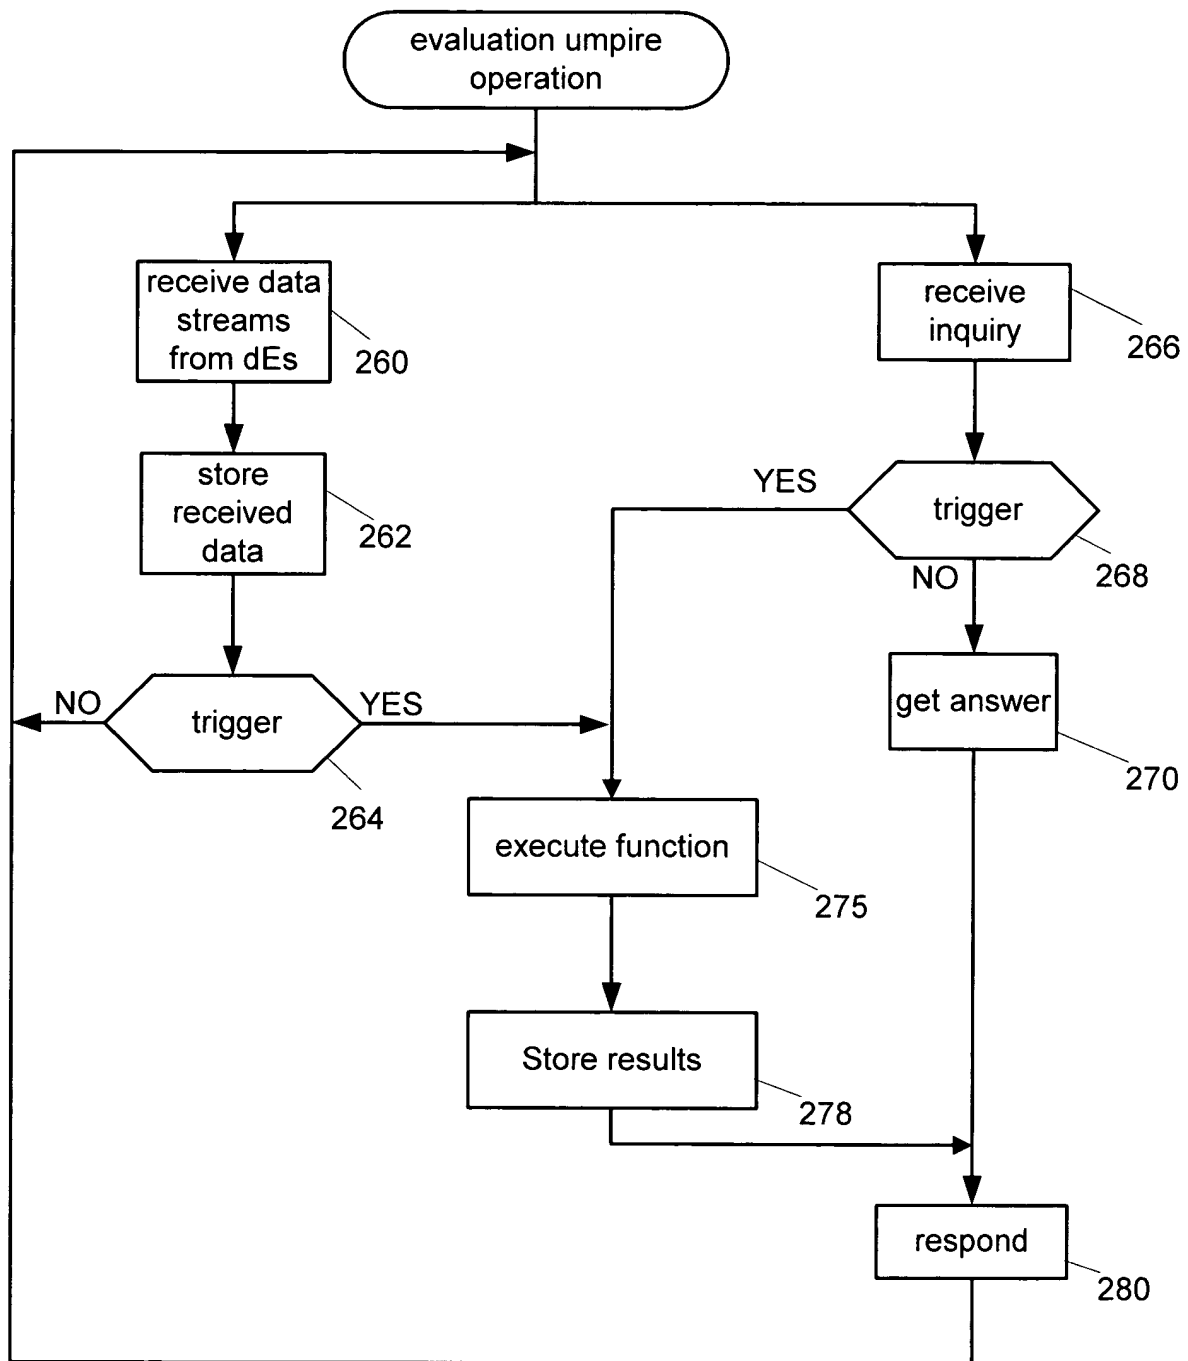 evaluation umpire
operation
receive data
streams
from dEs
260
receive
inquiry
266
store
received
data
262
YES
trigger
268
NO
NO
trigger
YES
264
get answer
270
execute function
275
Store results
278
respond
280